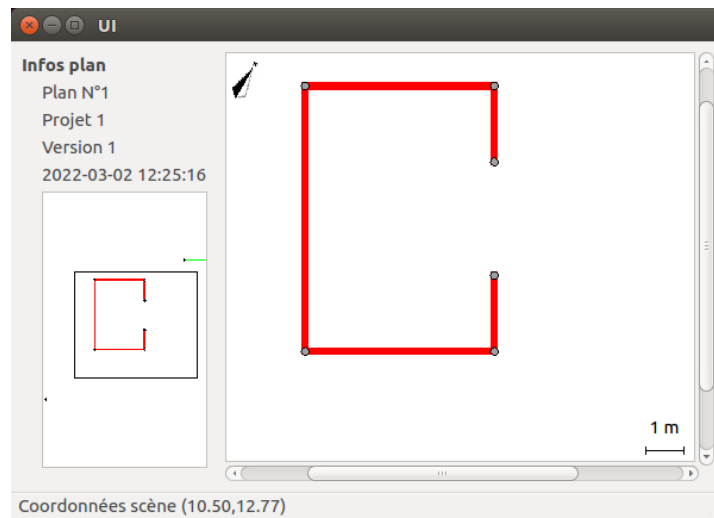 UI
Infos plan
Plan N°1
Projet 1
Version 1
2022-03-02 12:25:16
1 m
Coordonnées scène (10.50,12.77)